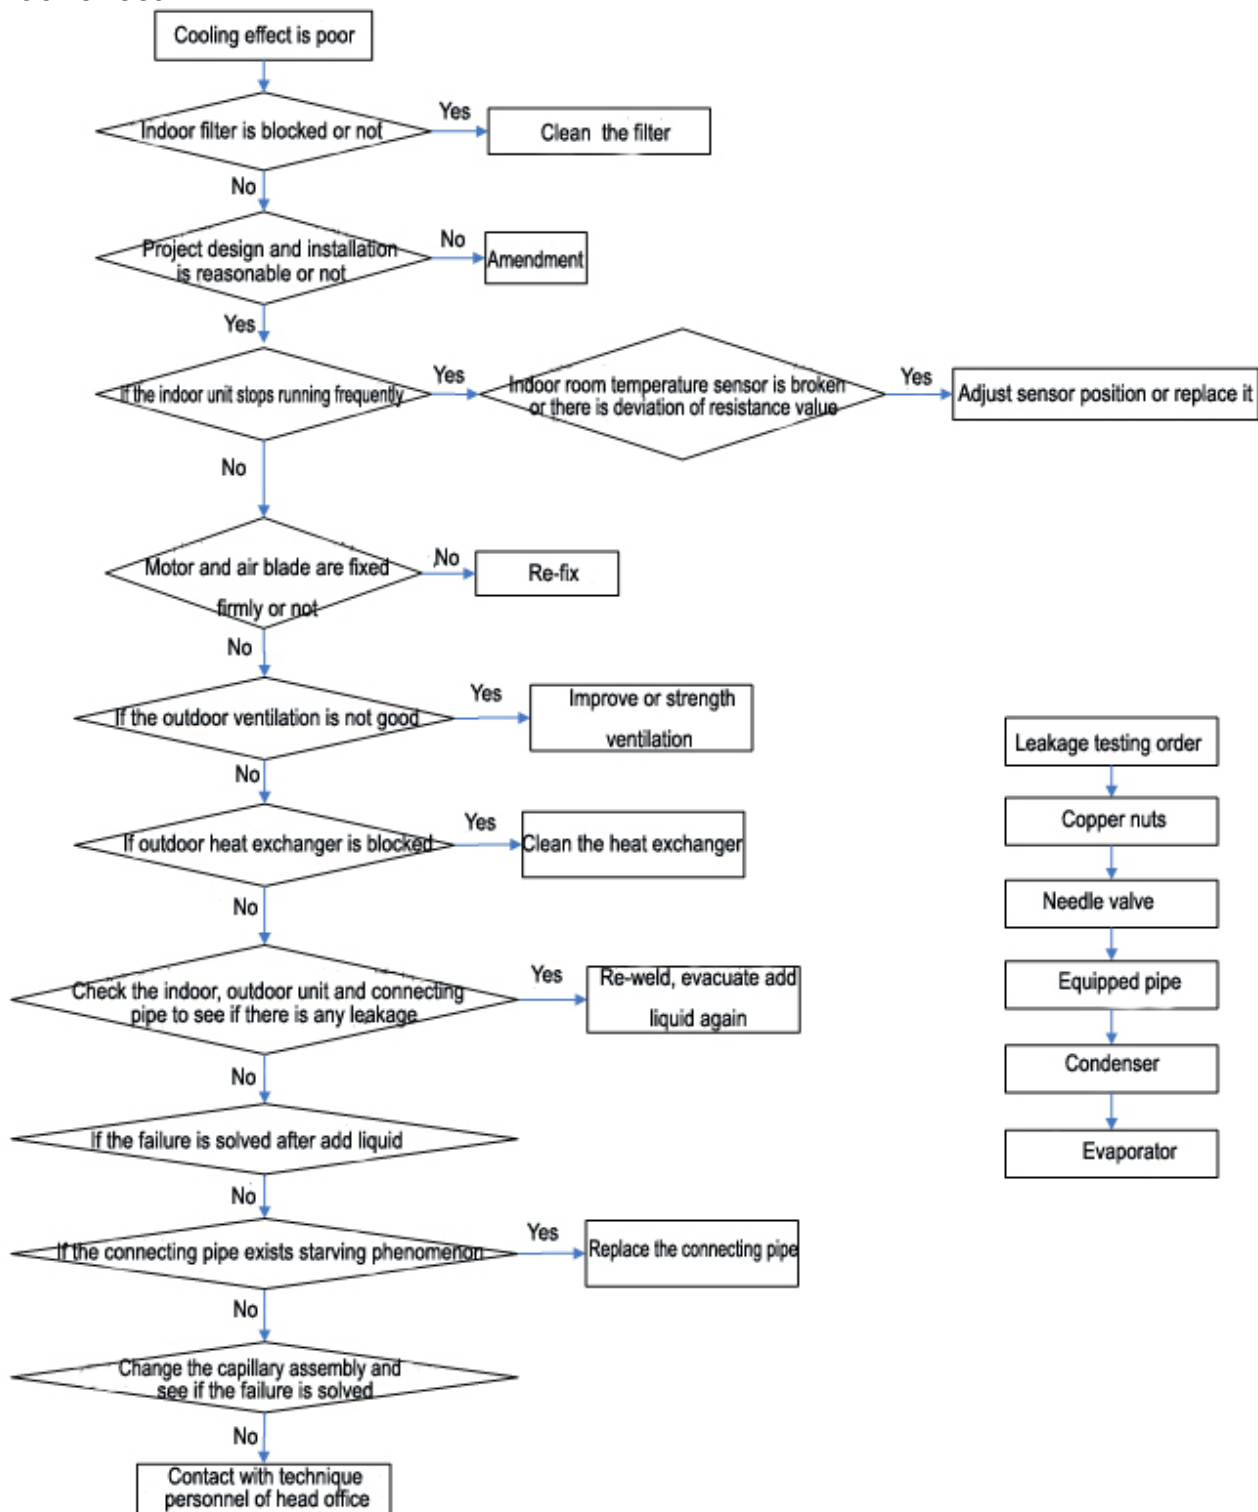 Cooling effect is poor
Indoor filter is blocked or not
Yes
Clean the filter
No
Project design and installation
is reasonable or not
No
Amendment
Yes
If the indoor unit stops running frequently
Yes
Indoor room temperature sensor is broken
or there is deviation of resistance value
Yes
Adjust sensor position or replace it
No
Motor and air blade are fixed
firmly or not
No
Re-fix
No
If the outdoor ventilation is not good
Yes
Improve or strength
ventilation
No
If outdoor heat exchanger is blocked
Yes
Clean the heat exchanger
No
Check the indoor, outdoor unit and connecting
pipe to see if there is any leakage
Yes
Re-weld, evacuate add
liquid again
No
If the failure is solved after add liquid
No
If the connecting pipe exists starving phenomenon
Yes
Replace the connecting pipe
No
Change the capillary assembly and
see if the failure is solved
No
Contact with technique
personnel of head office
Leakage testing order
Copper nuts
Needle valve
Equipped pipe
Condenser
Evaporator